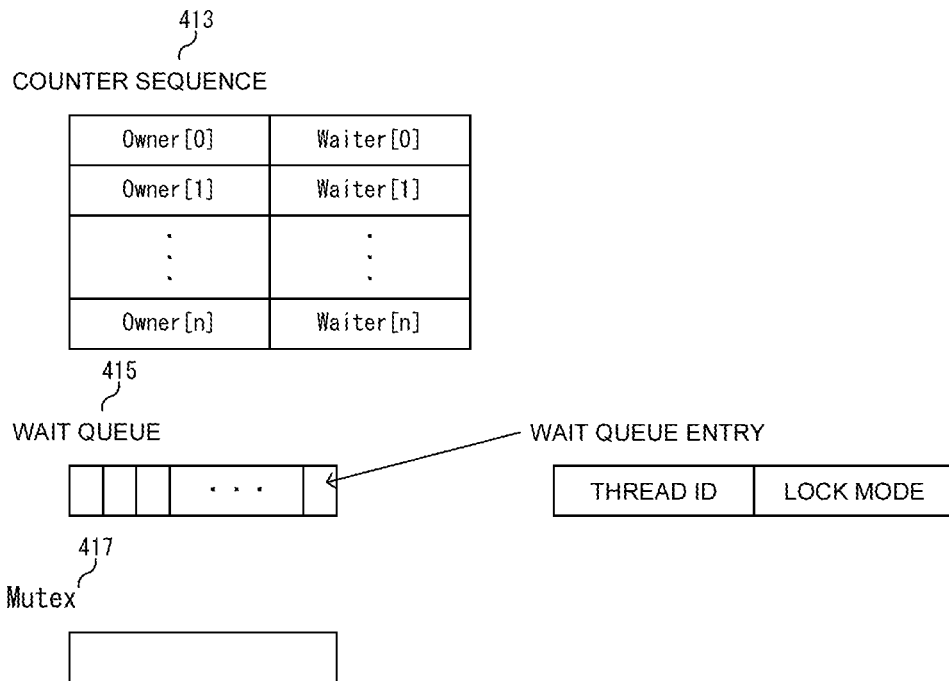 413
COUNTER SEQUENCE
Owner[0] Waiter[0]
Owner[1] Waiter[1]
. .
. .
. .
Owner[n] Waiter[n]
415
WAIT QUEUE WAIT QUEUE ENTRY
. . . THREAD ID LOCK MODE
417
Mutex